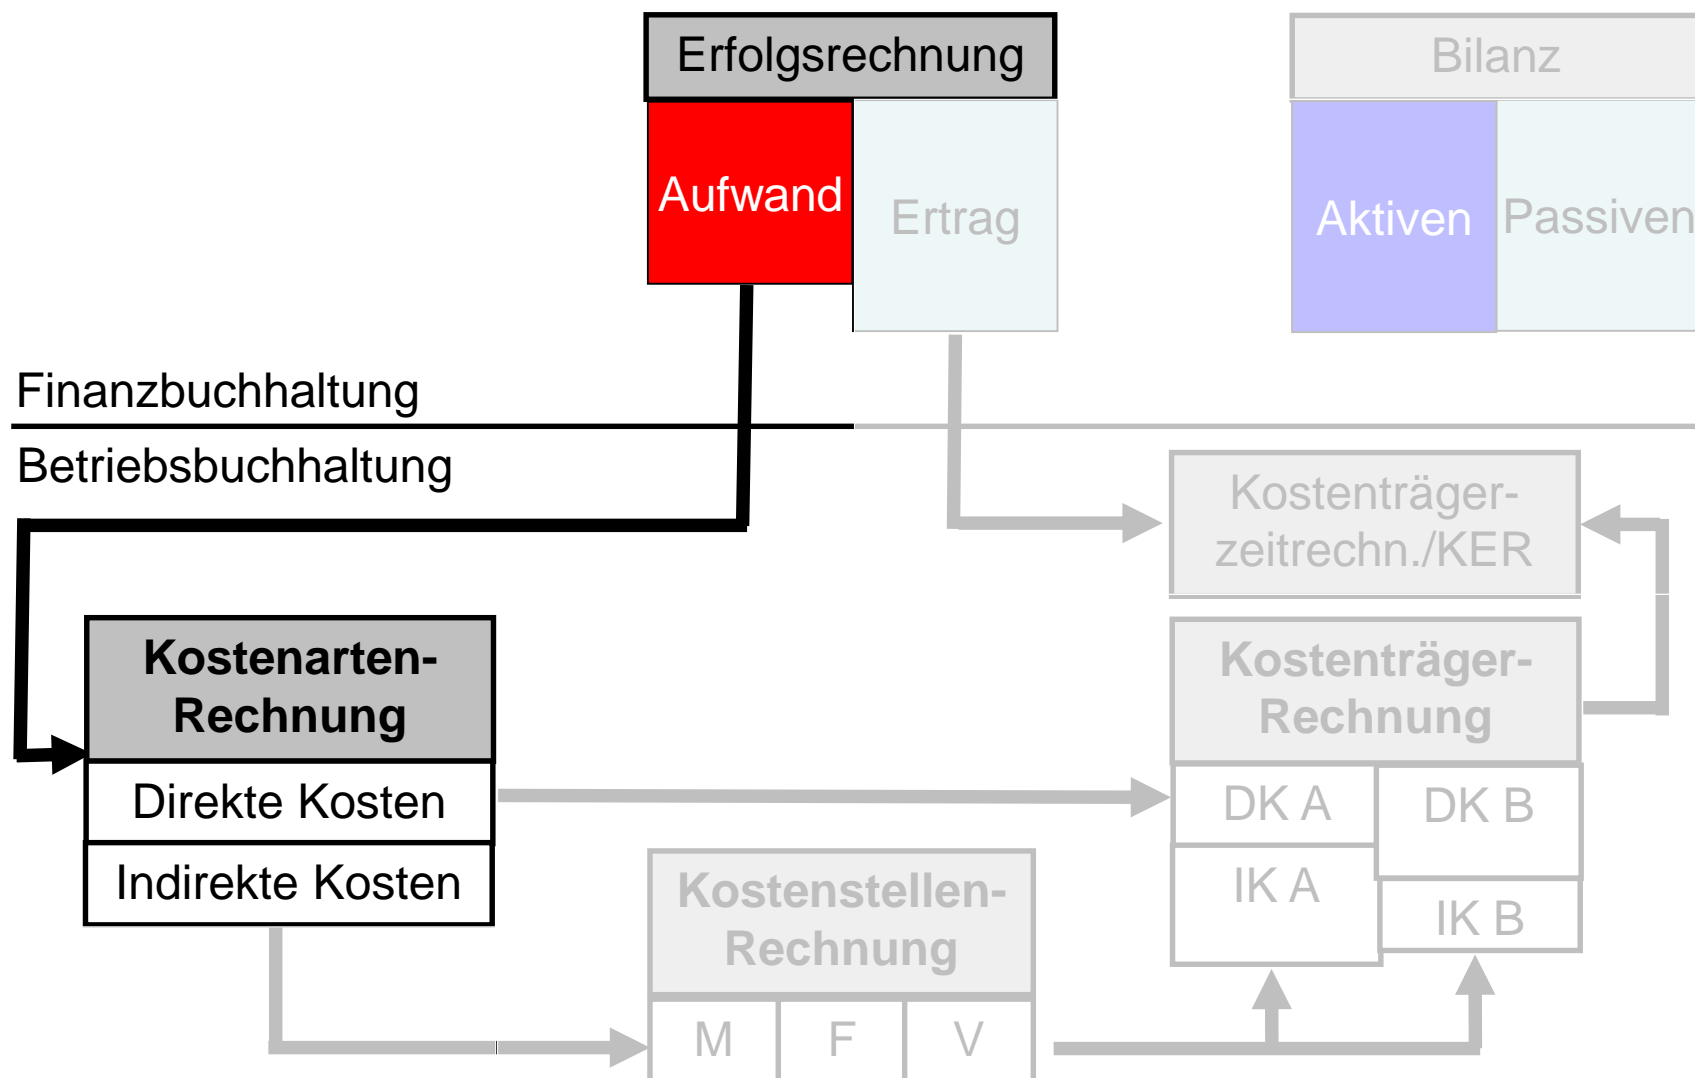 Erfolgsrechnung
Bilanz
Aufwand
Ertrag
Aktiven
Passiven
Finanzbuchhaltung
Betriebsbuchhaltung
Kostenträger-
zeitrechn./KER
Kostenarten-
Rechnung
Direkte Kosten
Indirekte Kosten
Kostenstellen-
Rechnung
M
F
V
Kostenträger-
Rechnung
DK A
DK B
IK A
IK B